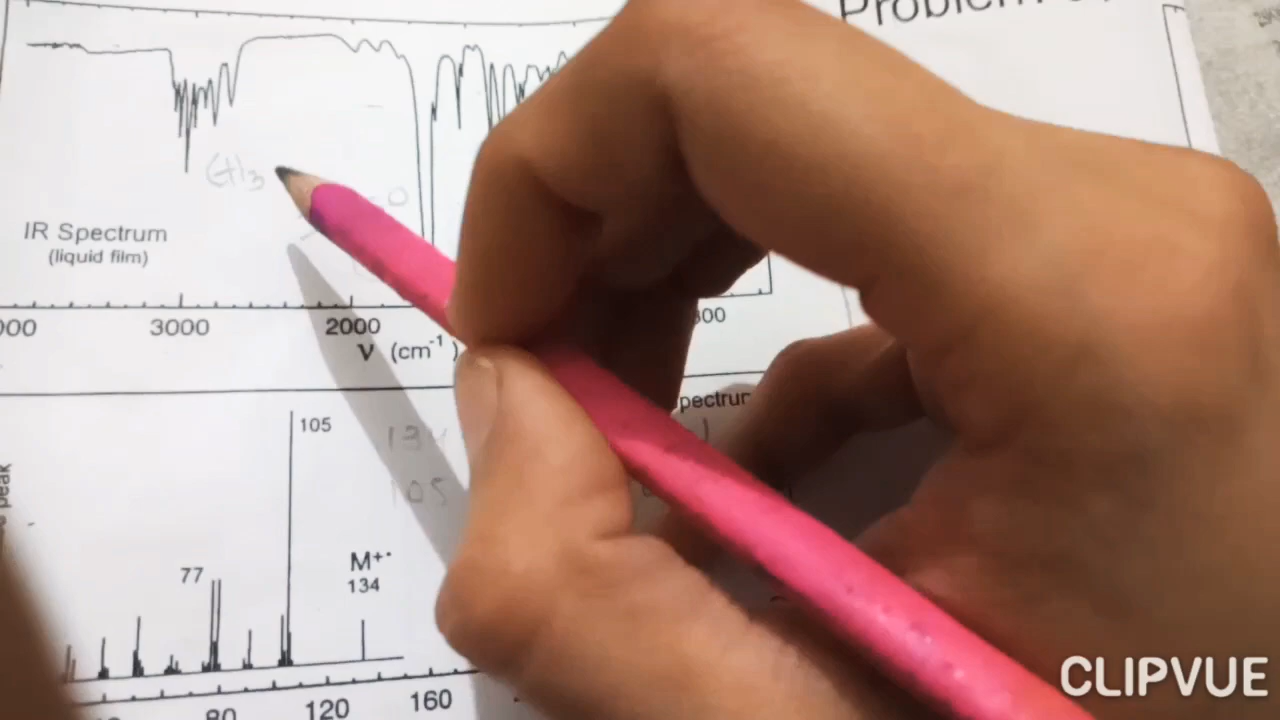 Problem
CH3
O
IR Spectrum
(liquid film)
000 3000 2000 800
ν (cm-1)
105
pectrum
134
105
peak
M+•
134
77
80 120 160
CLIPVUE